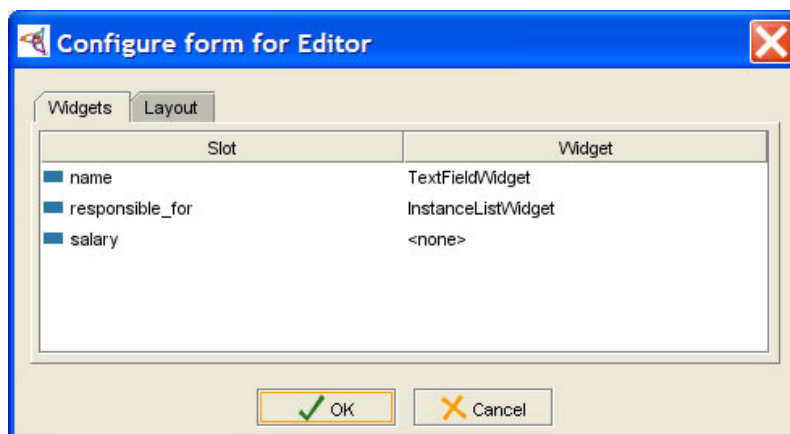 Configure form for Editor
Widgets Layout
Slot Widget
name TextFieldWidget
responsible_for InstanceListWidget
salary <none>
OK Cancel